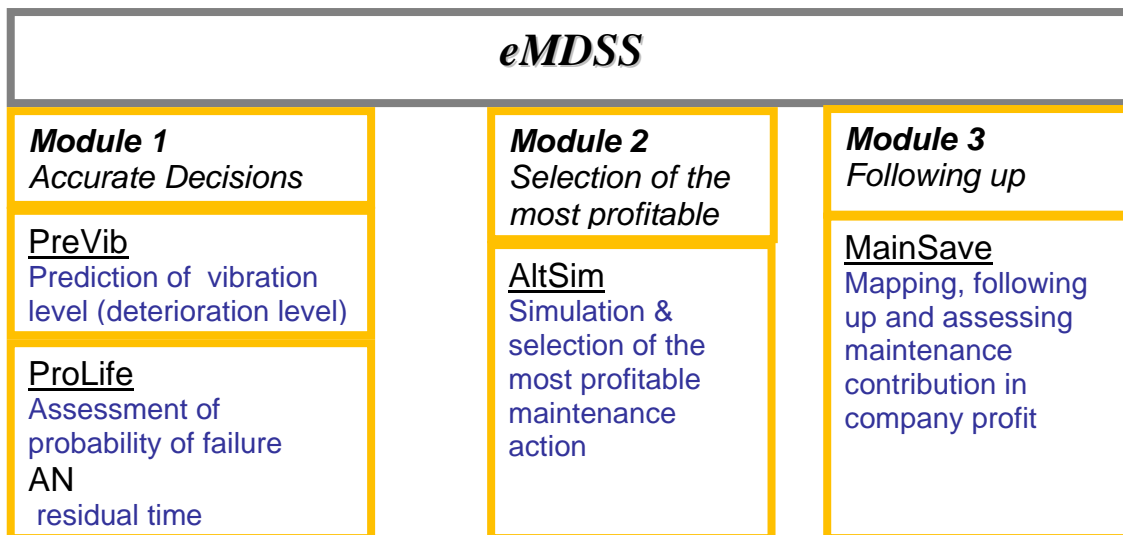 eMDSS
Module 1
Accurate Decisions
PreVib
Prediction of vibration
level (deterioration level)
ProLife
Assessment of
probability of failure
AN
residual time
Module 2
Selection of the
most profitable
AltSim
Simulation &
selection of the
most profitable
maintenance
action
Module 3
Following up
MainSave
Mapping, following
up and assessing
maintenance
contribution in
company profit